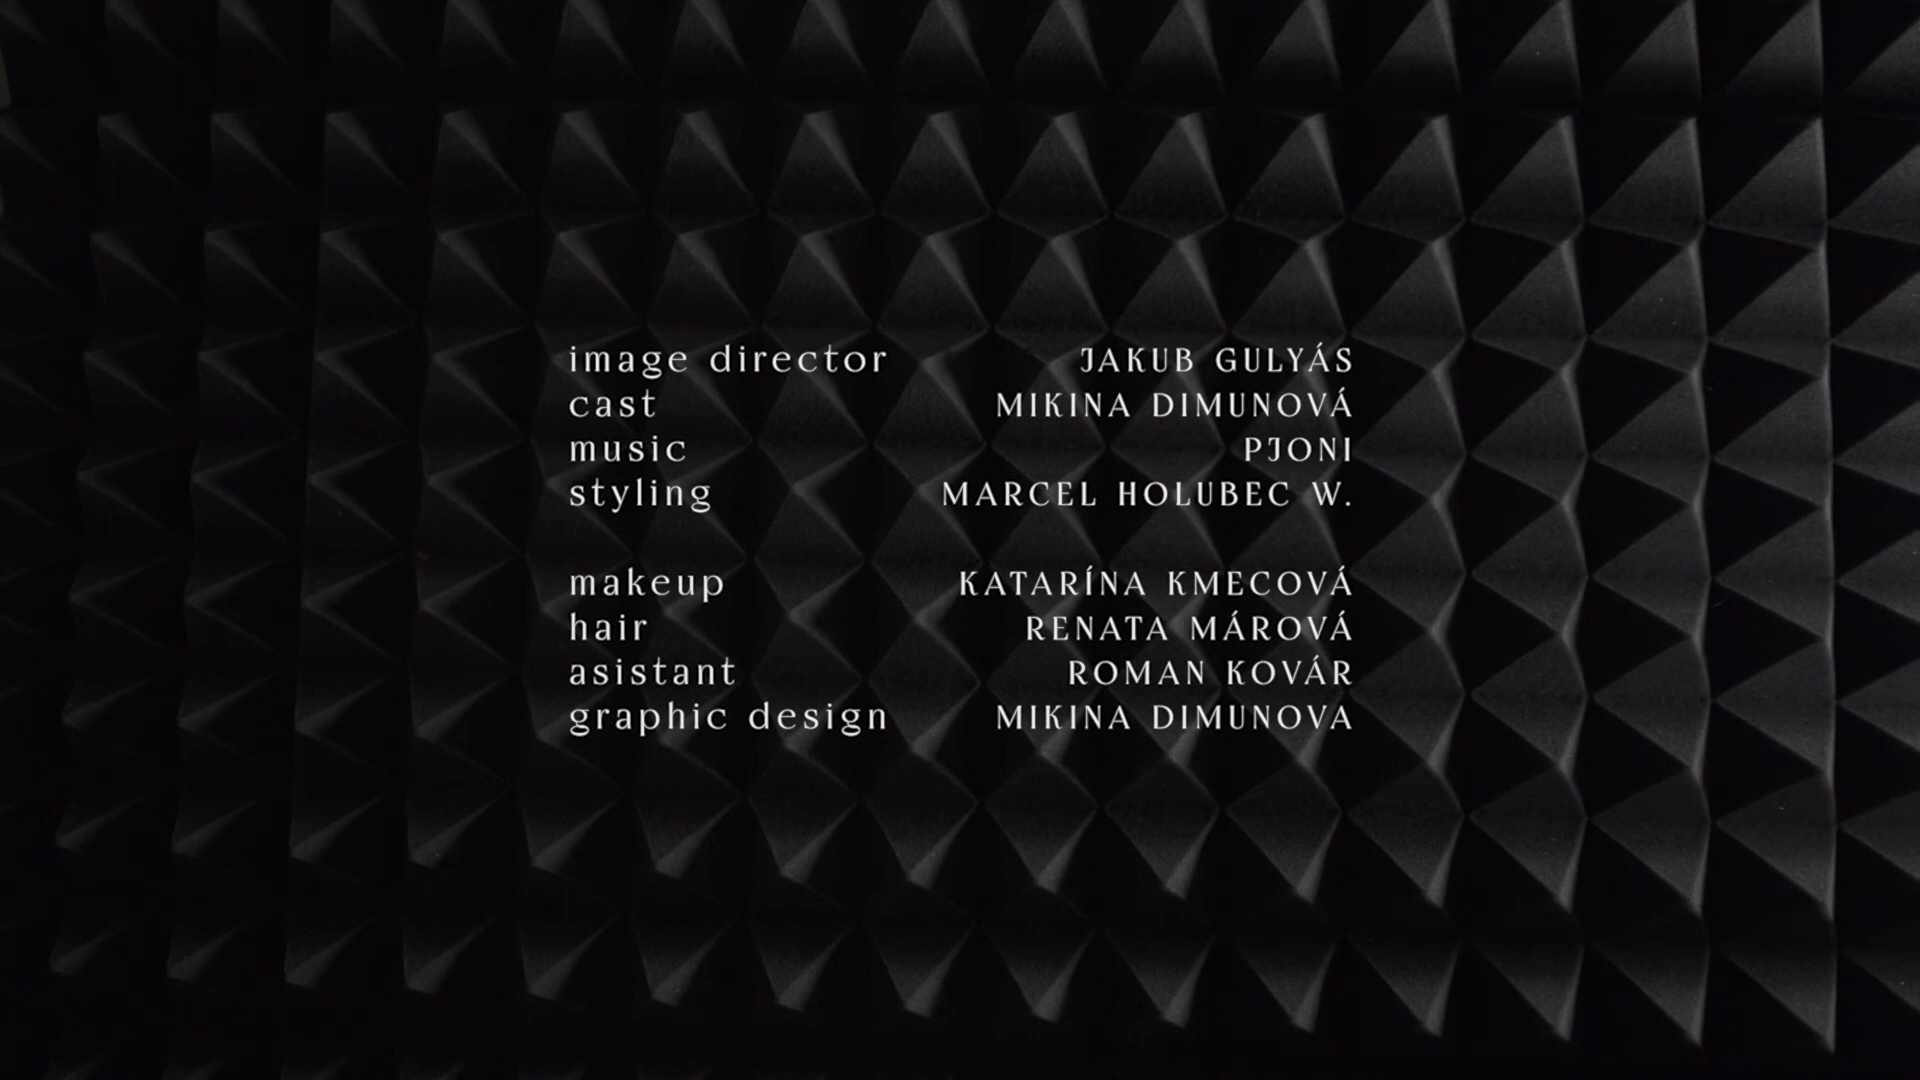 image director JAKUB GULYÁS
cast MIKINA DIMUNOVÁ
music PJONI
styling MARCEL HOLUBEC W.
makeup KATARÍNA KMECOVÁ
hair RENATA MÁROVÁ
asistant ROMAN KOVÁR
graphic design MIKINA DIMUNOVA